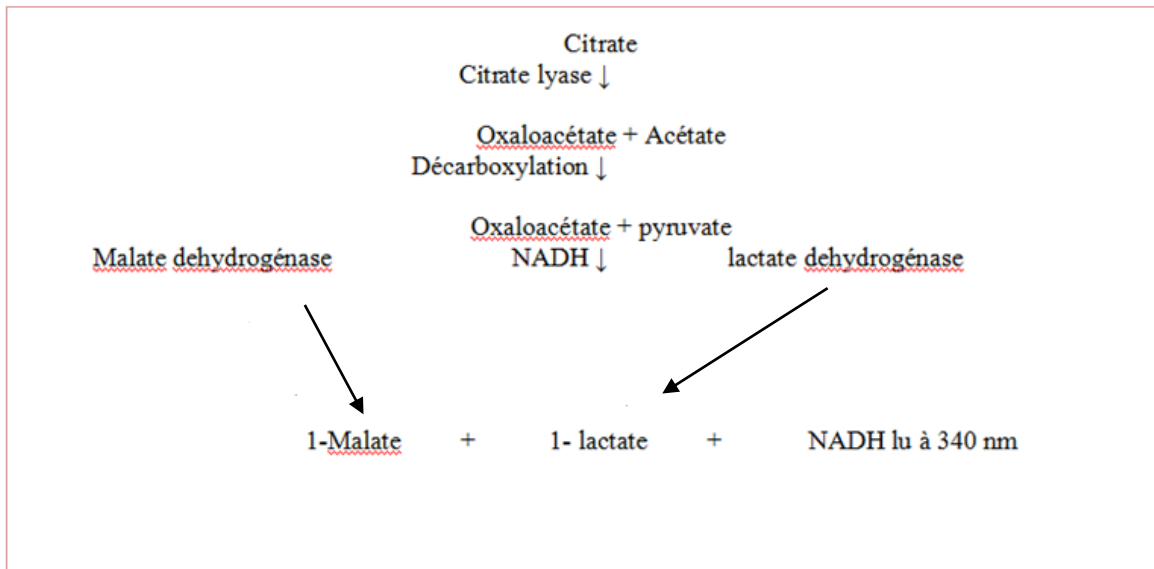 Citrate
Citrate lyase ↓
Oxaloacétate + Acétate
Décarboxylation ↓
Oxaloacétate + pyruvate
Malate dehydrogénase NADH ↓ lactate dehydrogénase
1-Malate + 1- lactate + NADH lu à 340 nm